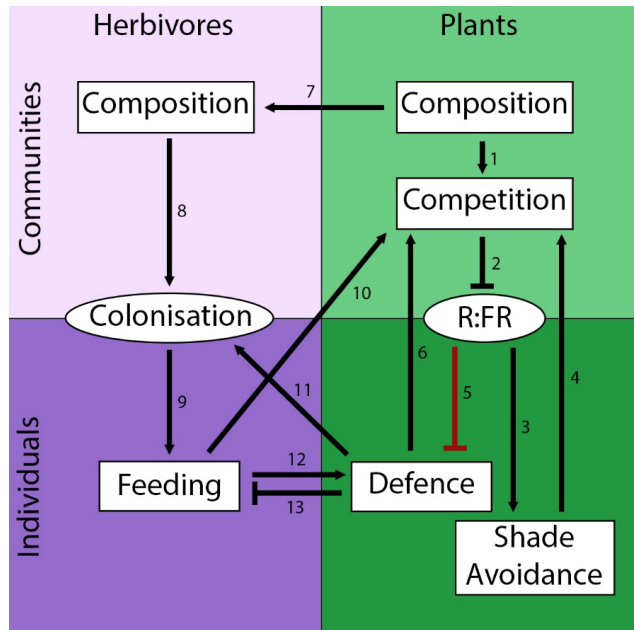 Herbivores
Plants
Communities
Individuals
Composition
7
Composition
1
Competition
8
2
10
Colonisation
R:FR
6
9
11
5
3
4
12
Feeding
Defence
13
Shade
Avoidance